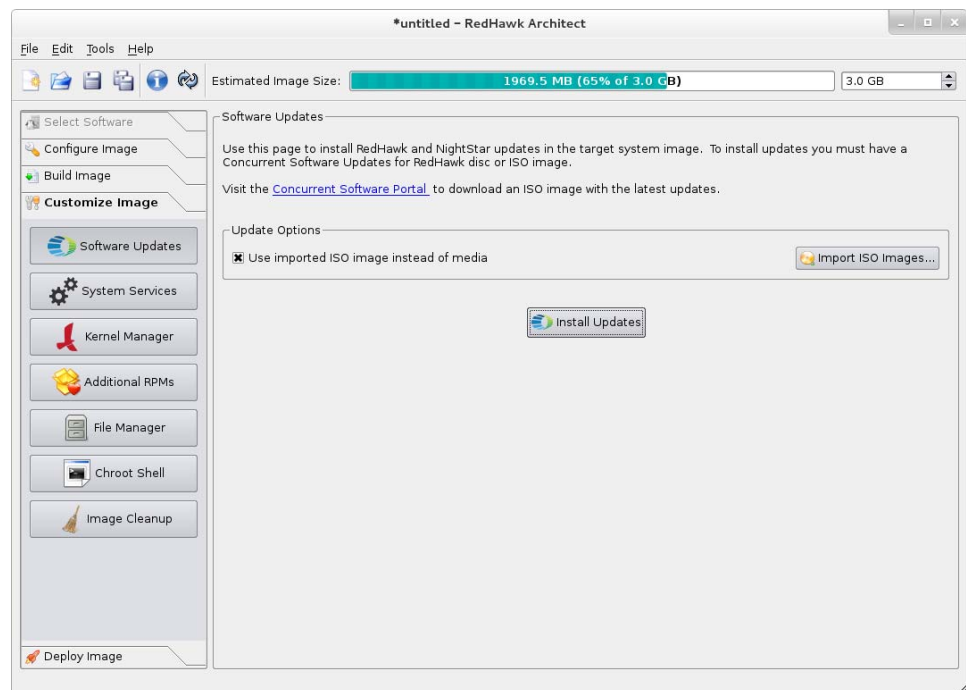 *untitled – RedHawk Architect
File Edit Tools Help
Estimated Image Size: 1969.5 MB (65% of 3.0 GB) 3.0 GB
Select Software
Configure Image
Build Image
Customize Image
Software Updates
System Services
Kernel Manager
Additional RPMs
File Manager
Chroot Shell
Image Cleanup
Deploy Image
Software Updates
Use this page to install RedHawk and NightStar updates in the target system image. To install updates you must have a
Concurrent Software Updates for RedHawk disc or ISO image.
Visit the Concurrent Software Portal to download an ISO image with the latest updates.
Update Options
Use imported ISO image instead of media
Import ISO Images...
Install Updates